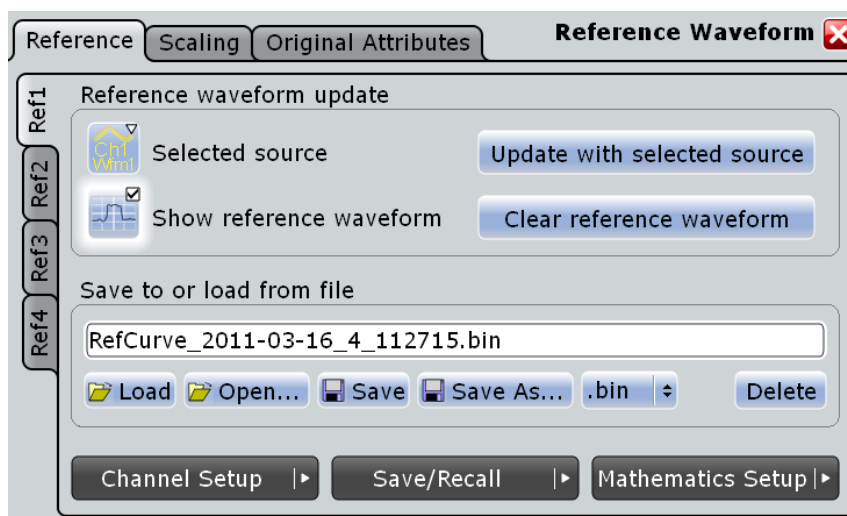 Reference Scaling Original Attributes Reference Waveform
Ref1
Ref2
Ref3
Ref4
Reference waveform update
Ch1
Wfm1
Selected source
Update with selected source
Show reference waveform
Clear reference waveform
Save to or load from file
RefCurve_2011-03-16_4_112715.bin
Load Open... Save Save As... .bin Delete
Channel Setup Save/Recall Mathematics Setup